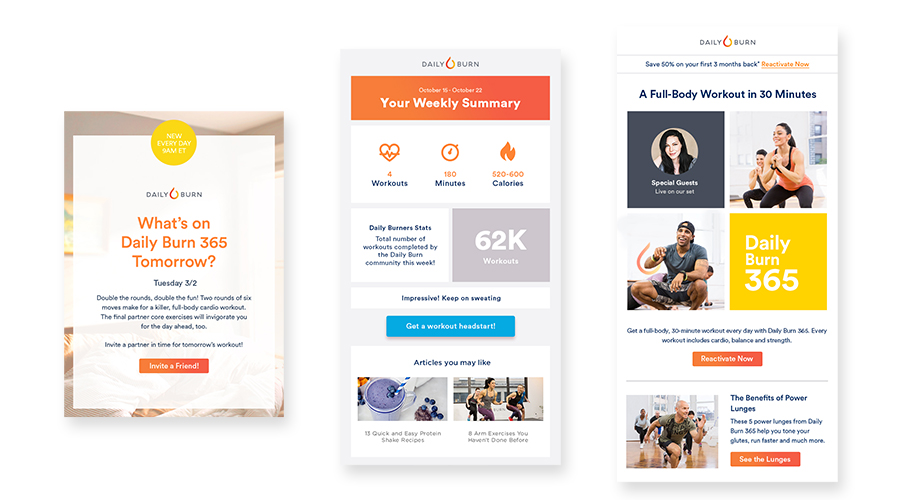 NEW
EVERY DAY
9AM ET
DAILY BURN
What's on
Daily Burn 365
Tomorrow?
Tuesday 3/2
Double the rounds, double the fun! Two rounds of six
moves make for a killer, full-body cardio workout.
The final partner core exercises will invigorate you
for the day ahead, too.
Invite a partner in time for tomorrow's workout!
Invite a Friend!
DAILY BURN
October 16 - October 22
Your Weekly Summary
4
Workouts
180
Minutes
520-600
Calories
Daily Burners Stats
Total number of
workouts completed by
the Daily Burn
community this week!
62K
Workouts
Impressive! Keep on sweating
Get a workout headstart!
Articles you may like
13 Quick and Easy Protein
Shake Recipes
8 Arm Exercises You
Haven't Done Before
DAILY BURN
Save 50% on your first 3 months back* Reactivate Now
A Full-Body Workout in 30 Minutes
Special Guests
Live on our set
Daily
Burn
365
Get a full-body, 30-minute workout every day with Daily Burn 365. Every
workout includes cardio, balance and strength.
Reactivate Now
The Benefits of Power
Lunges
These 5 power lunges from Daily
Burn 365 help you tone your
glutes, run faster and much more.
See the Lunges